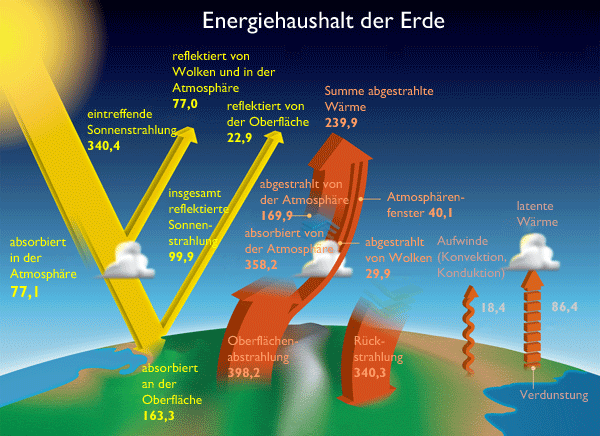 Energiehaushalt der Erde
reflektiert von
Wolken und in der
Atmosphäre
77,0
eintreffende
Sonnenstrahlung
340,4
reflektiert von
der Oberfläche
22,9
Summe abgestrahlte
Wärme
239,9
insgesamt
reflektierte
Sonnen-
strahlung
99,9
abgestrahlt von
der Atmosphäre
169,9
Atmosphären-
fenster 40,1
latente
Wärme
absorbiert
in der
Atmosphäre
77,1
absorbiert von
der Atmosphäre
358,2
abgestrahlt
von Wolken
29,9
Aufwinde
(Konvektion,
Konduktion)
18,4
86,4
absorbiert
an der
Oberfläche
163,3
Oberflächen-
abstrahlung
398,2
Rück-
strahlung
340,3
Verdunstung